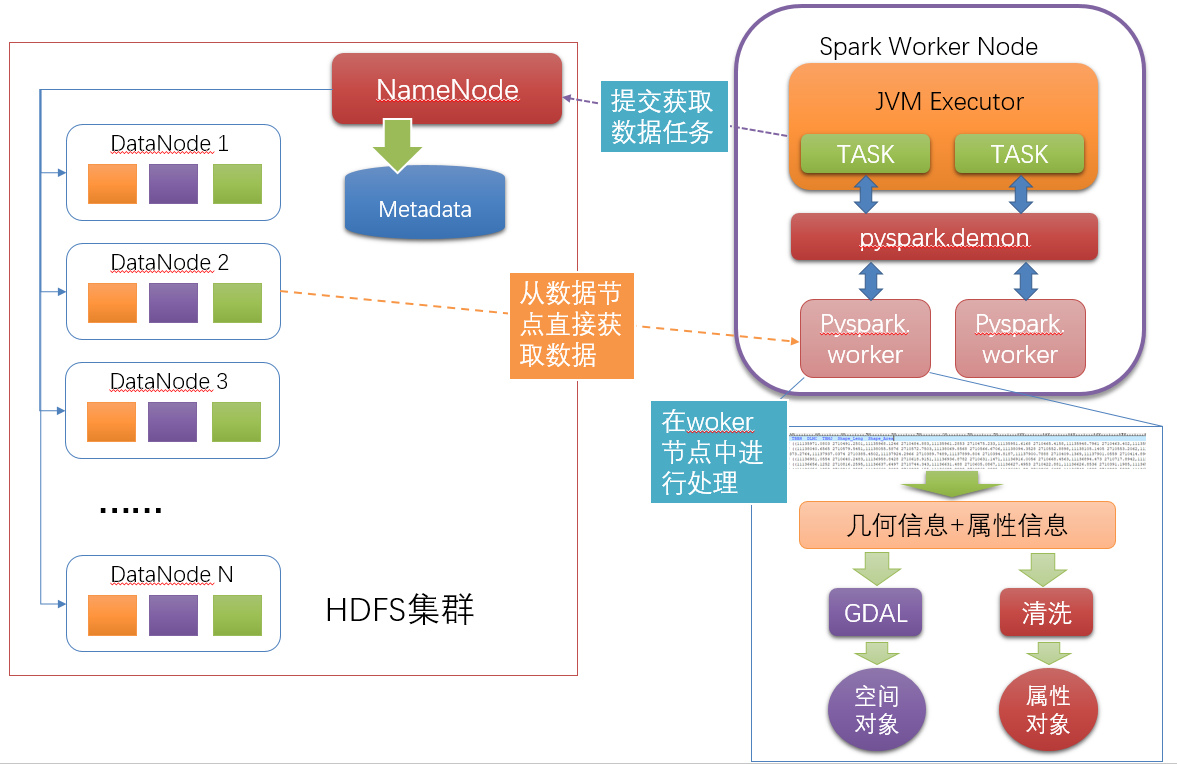 NameNode
Metadata
DataNode 1
DataNode 2
DataNode 3
......
DataNode N
HDFS集群
提交获取
数据任务
从数据节
点直接获
取数据
Spark Worker Node
JVM Executor
TASK
TASK
pyspark.demon
Pyspark.
worker
Pyspark.
worker
在woker
节点中进
行处理
几何信息+属性信息
GDAL
清洗
空间
对象
属性
对象